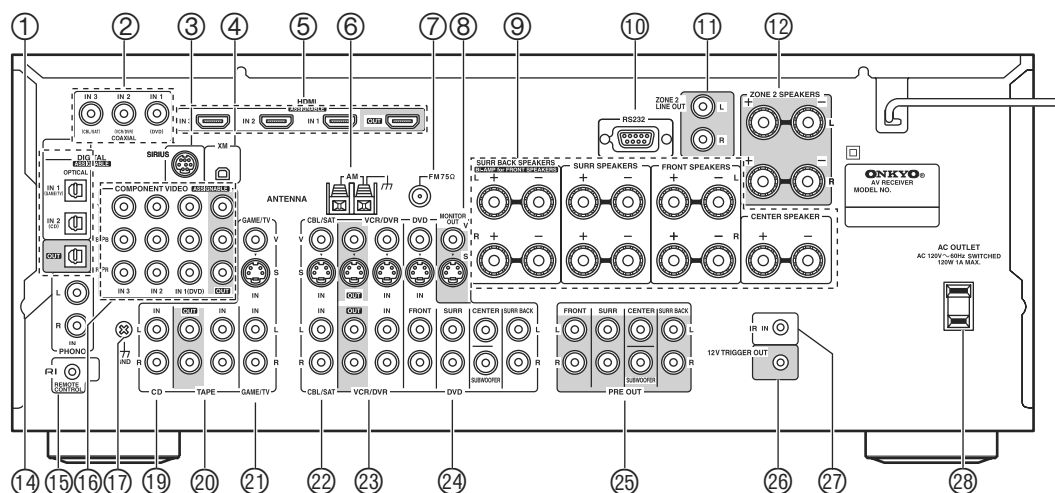 ① ② ③ ④ ⑤ ⑥ ⑦ ⑧ ⑨ ⑩ ⑪ ⑫
IN 3 IN 2 IN 1
(CBL/SAT) (VCR/DVR) (DVD)
COAXIAL
HDMI
ASSIGNABLE
IN 3 IN 2 IN 1 OUT
DIGITAL
ASSIGNABLE
OPTICAL
IN 1
(GAME/TV)
IN 2
(CD)
OUT
SIRIUS
XM
COMPONENT VIDEO ASSIGNABLE
PB
PR
IN 3 IN 2 IN 1(DVD) OUT
ANTENNA
AM
FM 75Ω
RS232
ZONE 2
LINE OUT
L
R
ZONE 2 SPEAKERS
+ − L
+ − R
SURR BACK SPEAKERS
BI-AMP for FRONT SPEAKERS
SURR SPEAKERS
FRONT SPEAKERS
L + − + − + − L
R + − + − + − R
CENTER SPEAKER
+ −
ONKYO®
AV RECEIVER
MODEL NO.
AC OUTLET
AC 120V～60Hz SWITCHED
120W 1A MAX.
GAME/TV
V
S
IN
CBL/SAT VCR/DVR DVD MONITOR OUT
V V
S S
IN OUT IN IN
L
R
IN
PHONO
RI
REMOTE
CONTROL
GND
IN OUT IN IN
L L L
R R R
CD TAPE GAME/TV
IN OUT IN FRONT SURR CENTER SURR BACK
L L
R R
SUBWOOFER
CBL/SAT VCR/DVR DVD
FRONT SURR CENTER SURR BACK
L L
R R
SUBWOOFER
PRE OUT
IR IN
12V TRIGGER OUT
⑭ ⑮ ⑯ ⑰ ⑲ ⑳ ㉑ ㉒ ㉓ ㉔ ㉕ ㉖ ㉗ ㉘